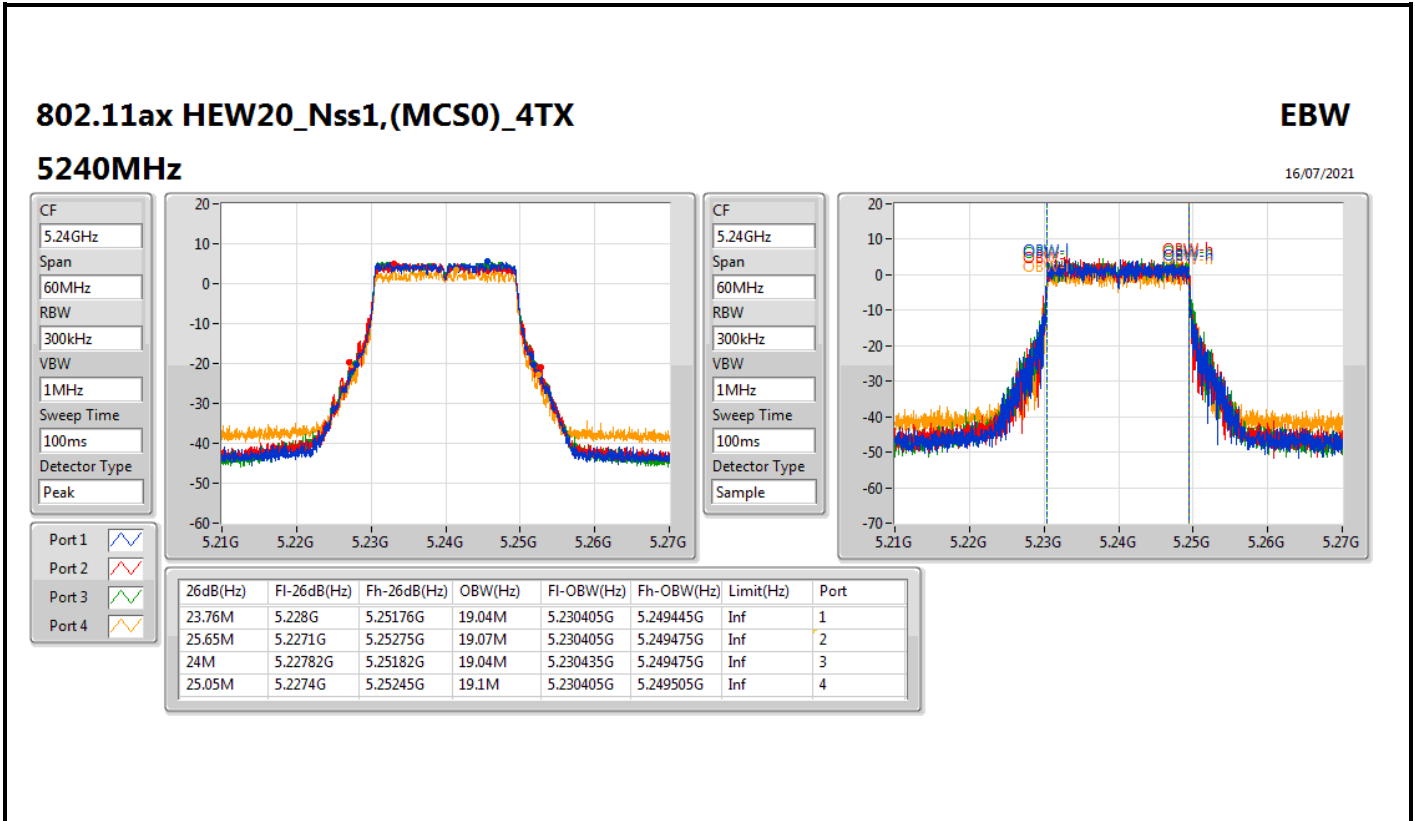 802.11ax HEW20_Nss1,(MCS0)_4TX
EBW
5240MHz
16/07/2021
CF
5.24GHz
Span
60MHz
RBW
300kHz
VBW
1MHz
Sweep Time
100ms
Detector Type
Peak
20
10
0
-10
-20
-30
-40
-50
-60
5.21G 5.22G 5.23G 5.24G 5.25G 5.26G 5.27G
CF
5.24GHz
Span
60MHz
RBW
300kHz
VBW
1MHz
Sweep Time
100ms
Detector Type
Sample
20
10
0
-10
-20
-30
-40
-50
-60
-70
OBW-l
OBW-h
5.21G 5.22G 5.23G 5.24G 5.25G 5.26G 5.27G
Port 1
Port 2
Port 3
Port 4
26dB(Hz) Fl-26dB(Hz) Fh-26dB(Hz) OBW(Hz) Fl-OBW(Hz) Fh-OBW(Hz) Limit(Hz) Port
23.76M 5.228G 5.25176G 19.04M 5.230405G 5.249445G Inf 1
25.65M 5.2271G 5.25275G 19.07M 5.230405G 5.249475G Inf 2
24M 5.22782G 5.25182G 19.04M 5.230435G 5.249475G Inf 3
25.05M 5.2274G 5.25245G 19.1M 5.230405G 5.249505G Inf 4